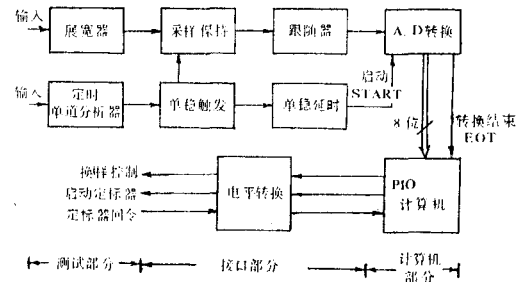 输入
展宽器
采样保持
跟随器
A.D转换
输入
定时
单道分析器
单稳触发
单稳延时
启动
START
8位
转换结束
EOT
换样控制
启动定标器
定标器回令
电平转换
PIO
计算机
测试部分
接口部分
计算机
部分